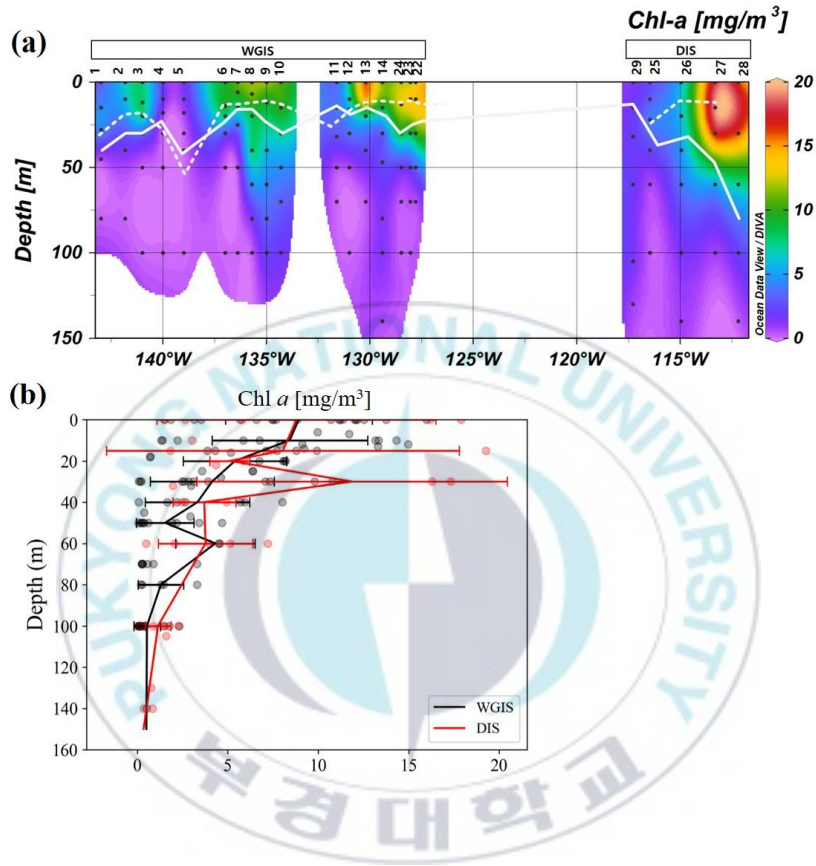 Chl-a [mg/m³]
(a)
WGIS
DIS
1 2 3 4 5 6 7 8 9 10 11 12 13 14 24 23 22 29 25 26 27 28
0
50
100
150
Depth [m]
20
15
10
5
0
Ocean Data View / DIVA
140°W 135°W 130°W 125°W 120°W 115°W
(b)
Chl a [mg/m³]
0
20
40
60
80
100
120
140
160
Depth (m)
WGIS
DIS
0 5 10 15 20
PUKYONG NATIONAL UNIVERSITY
부경대학교